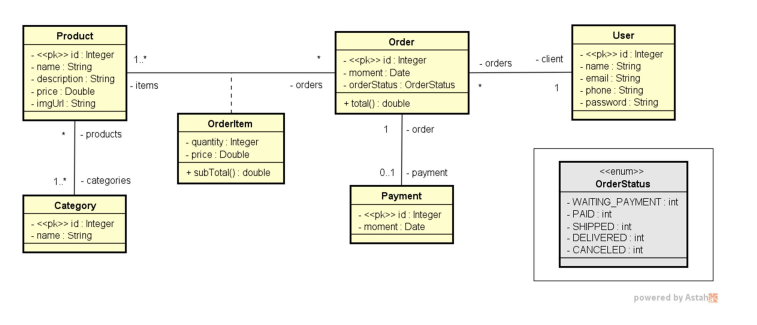 Product
- <<pk>> id : Integer
- name : String
- description : String
- price : Double
- imgUrl : String
1..*
- items
*
- orders
Order
- <<pk>> id : Integer
- moment : Date
- orderStatus : OrderStatus
+ total() : double
- orders
*
- client
1
User
- <<pk>> id : Integer
- name : String
- email : String
- phone : String
- password : String
OrderItem
- quantity : Integer
- price : Double
+ subTotal() : double
* - products
1..* - categories
1 - order
0..1 - payment
Category
- <<pk>> id : Integer
- name : String
Payment
- <<pk>> id : Integer
- moment : Date
<<enum>>
OrderStatus
- WAITING_PAYMENT : int
- PAID : int
- SHIPPED : int
- DELIVERED : int
- CANCELED : int
powered by Astah